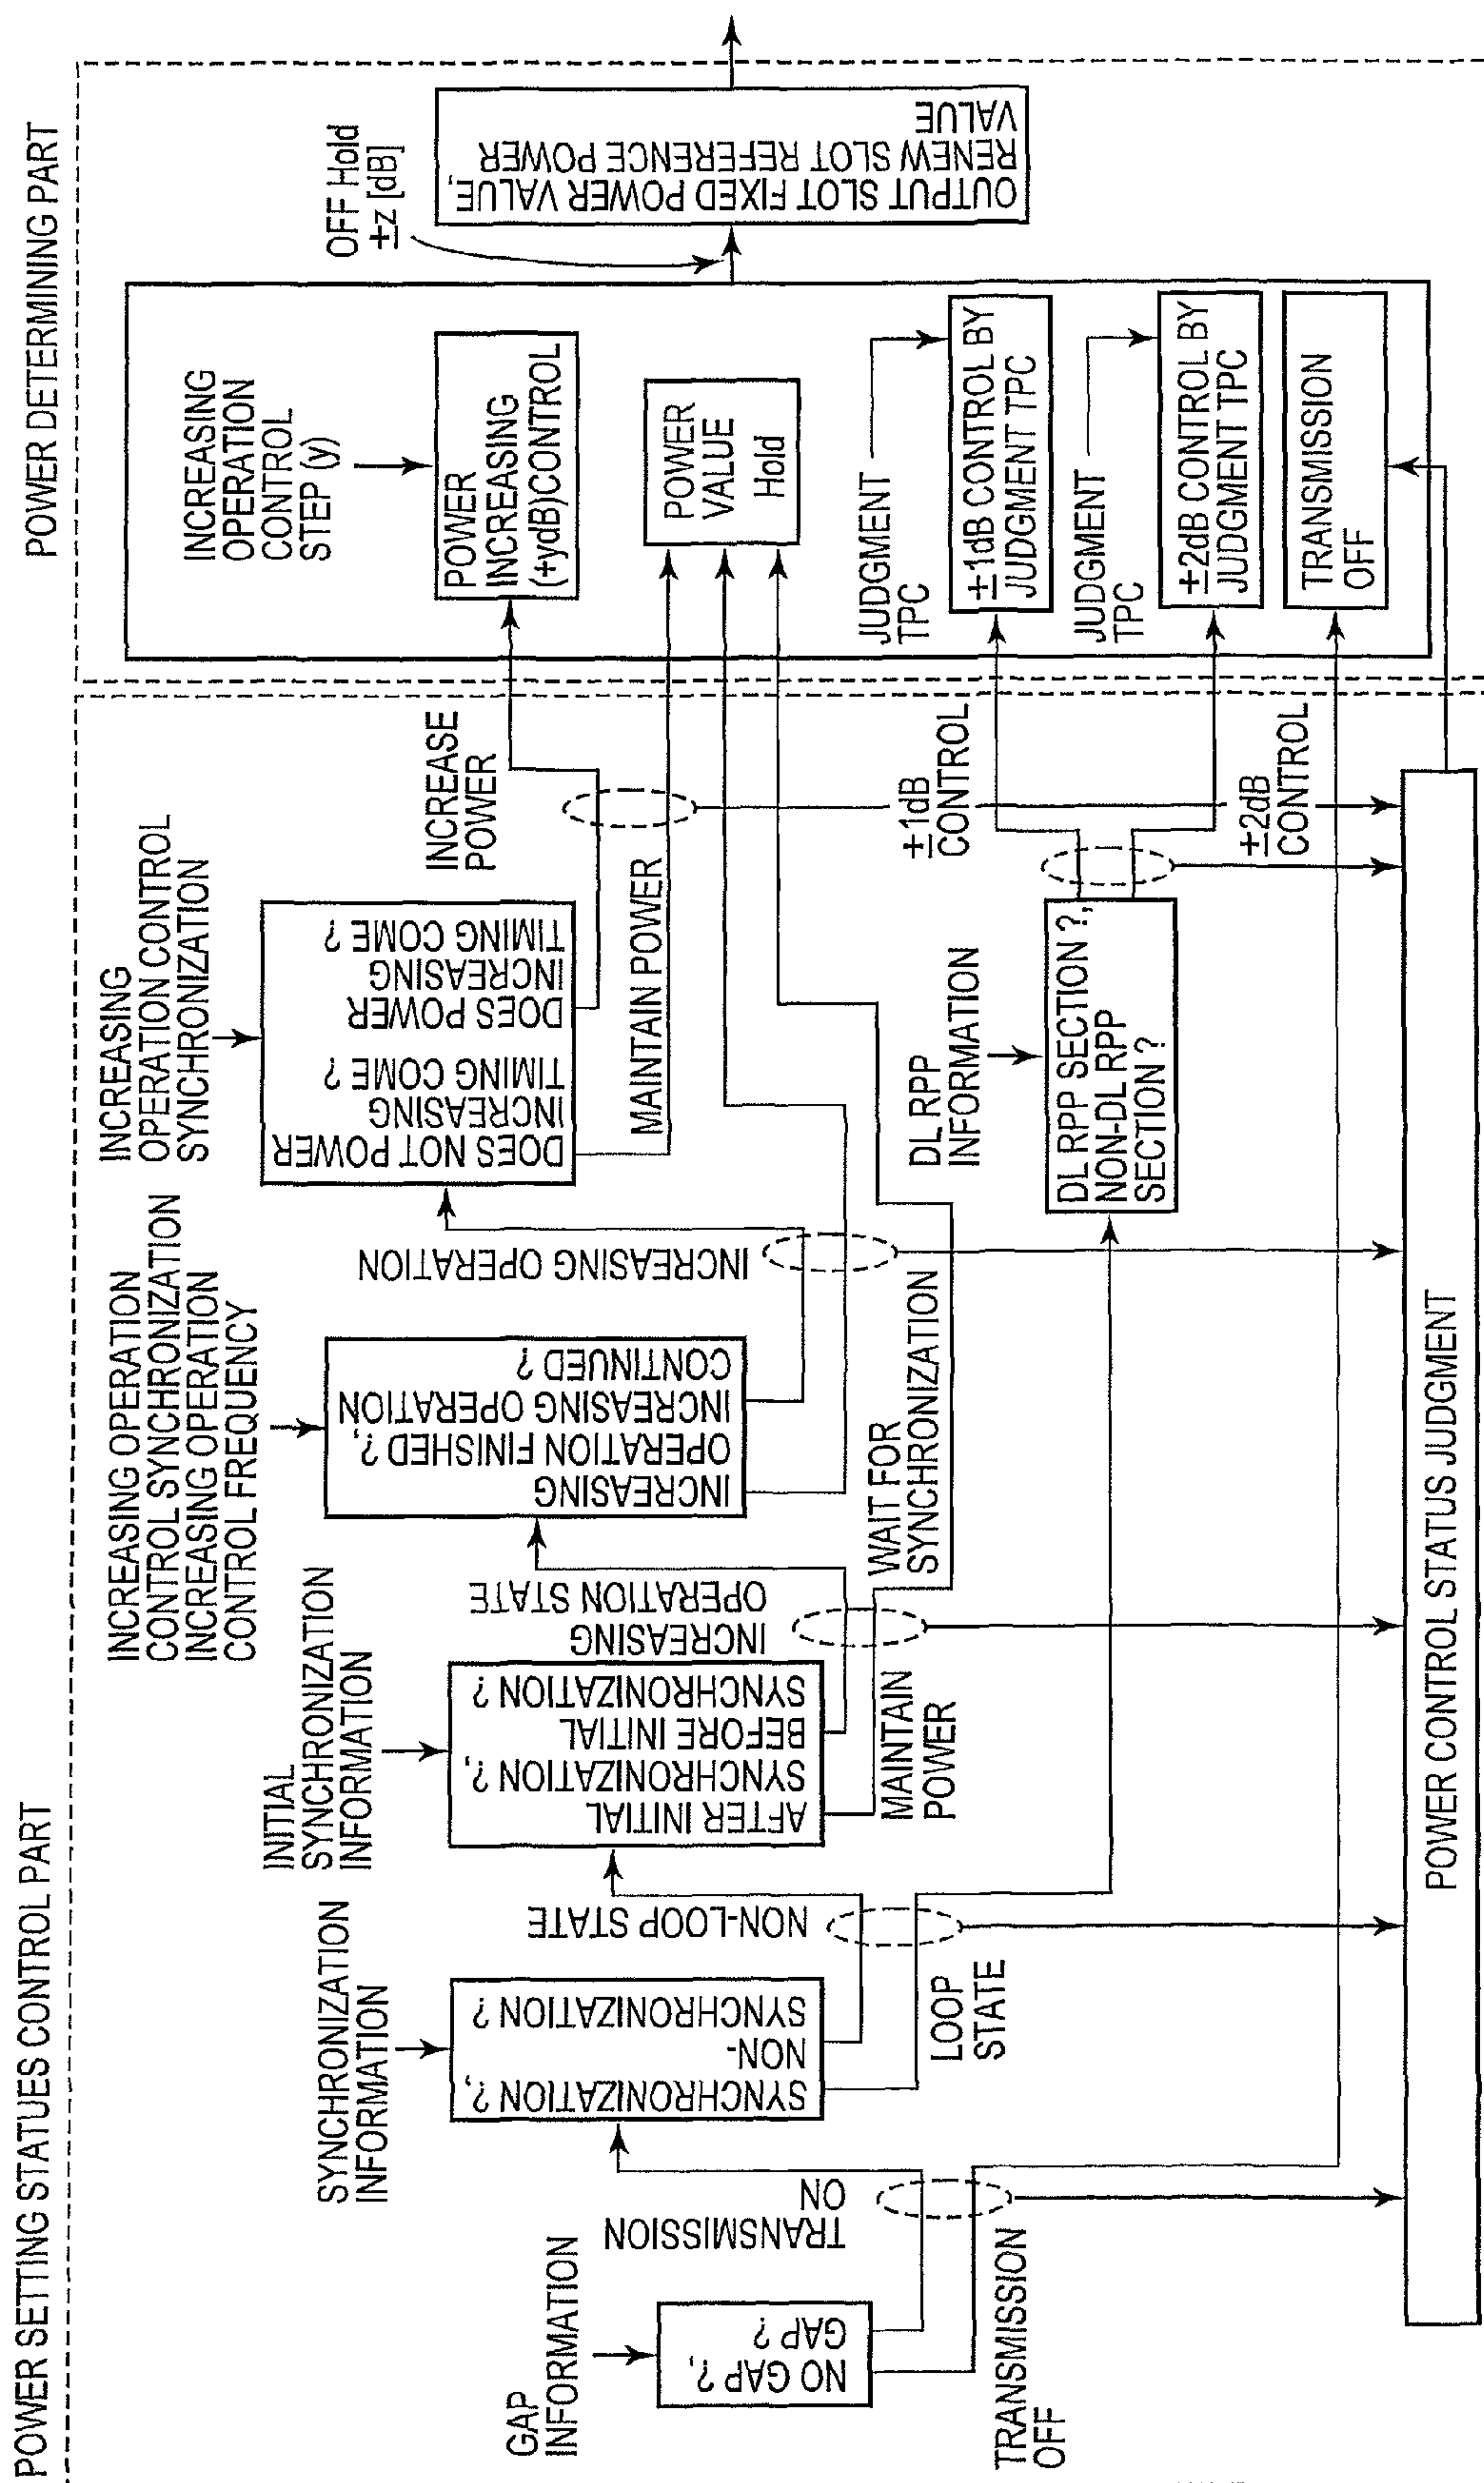 POWER SETTING STATUES CONTROL PART
GAP
INFORMATION
NO GAP ?,
GAP ?
TRANSMISSION
ON
TRANSMISSION
OFF
SYNCHRONIZATION
INFORMATION
SYNCHRONIZATION ?,
NON-
SYNCHRONIZATION ?
NON-LOOP STATE
LOOP
STATE
INITIAL
SYNCHRONIZATION
INFORMATION
AFTER INITIAL
SYNCHRONIZATION ?,
BEFORE INITIAL
SYNCHRONIZATION ?
INCREASING
OPERATION STATE
MAINTAIN
POWER
INCREASING OPERATION
CONTROL SYNCHRONIZATION
INCREASING OPERATION
CONTROL FREQUENCY
INCREASING
OPERATION FINISHED ?,
INCREASING OPERATION
CONTINUED ?
INCREASING OPERATION
WAIT FOR
SYNCHRONIZATION
INCREASING
OPERATION CONTROL
SYNCHRONIZATION
DOES NOT POWER
INCREASING
TIMING COME ?
DOES POWER
INCREASING
TIMING COME ?
INCREASE
POWER
MAINTAIN POWER
DL RPP
INFORMATION
DL RPP SECTION ?,
NON-DL RPP
SECTION ?
±1dB
CONTROL
±2dB
CONTROL
POWER CONTROL STATUS JUDGMENT
POWER DETERMINING PART
INCREASING
OPERATION
CONTROL
STEP (y)
POWER
INCREASING
(+ydB)CONTROL
POWER
VALUE
Hold
JUDGMENT
TPC
±1dB CONTROL BY
JUDGMENT TPC
JUDGMENT
TPC
±2dB CONTROL BY
JUDGMENT TPC
TRANSMISSION
OFF
OFF Hold
±z [dB]
OUTPUT SLOT FIXED POWER VALUE,
RENEW SLOT REFERENCE POWER
VALUE